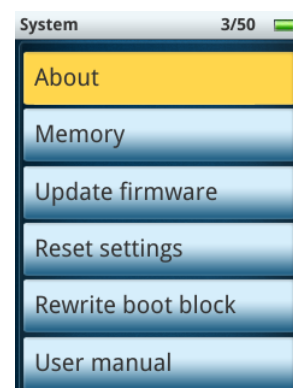 System 3/50
About
Memory
Update firmware
Reset settings
Rewrite boot block
User manual